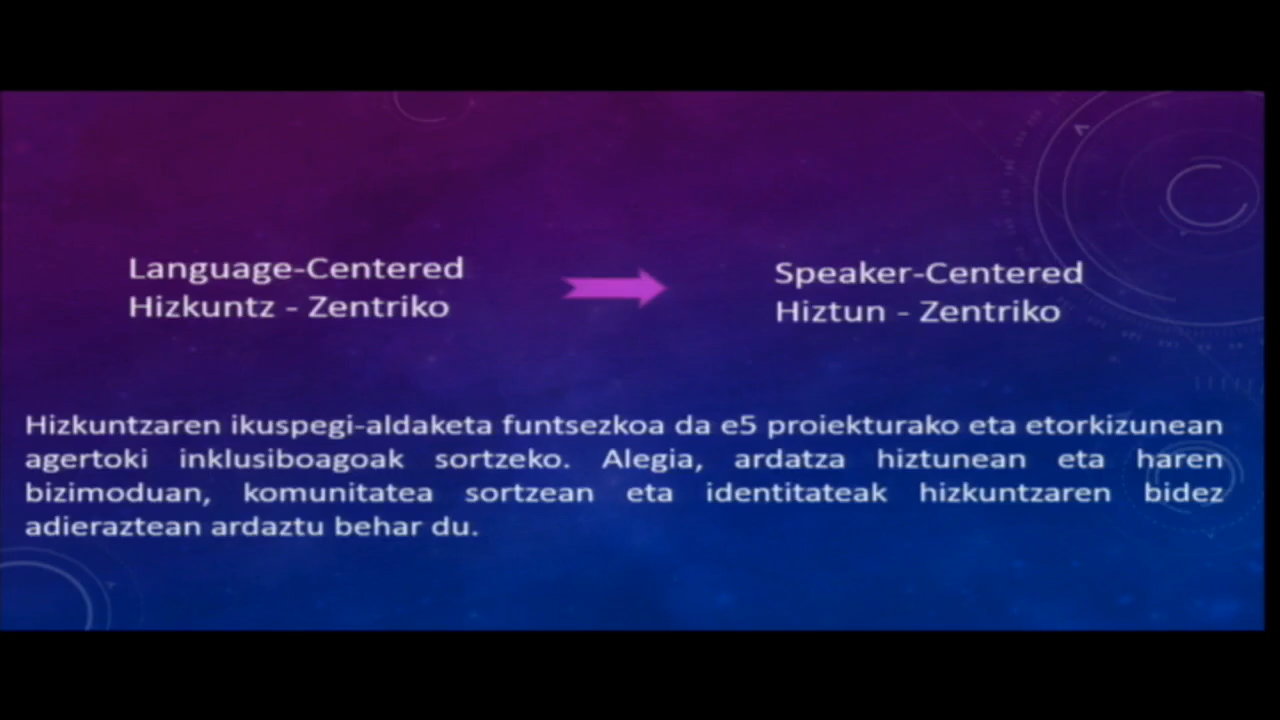 Language-Centered
Hizkuntz - Zentriko
Speaker-Centered
Hiztun - Zentriko
Hizkuntzaren ikuspegi-aldaketa funtsezkoa da e5 proiekturako eta etorkizunean
agertoki inklusiboagoak sortzeko. Alegia, ardatza hiztunean eta haren
bizimoduan, komunitatea sortzean eta identitateak hizkuntzaren bidez
adieraztean ardaztu behar du.